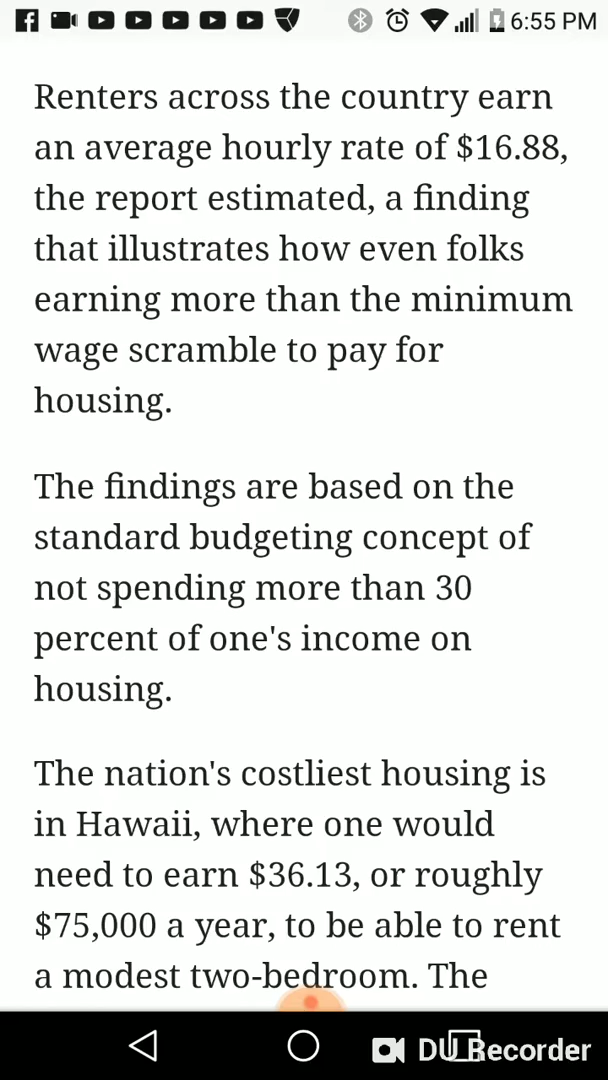 6:55 PM
Renters across the country earn
an average hourly rate of $16.88,
the report estimated, a finding
that illustrates how even folks
earning more than the minimum
wage scramble to pay for
housing.
The findings are based on the
standard budgeting concept of
not spending more than 30
percent of one's income on
housing.
The nation's costliest housing is
in Hawaii, where one would
need to earn $36.13, or roughly
$75,000 a year, to be able to rent
a modest two-bedroom. The
DU Recorder